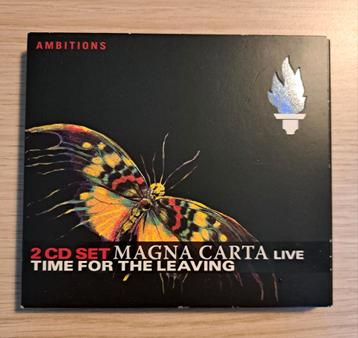 AMBITIONS
2 CD SET MAGNA CARTA LIVE
TIME FOR THE LEAVING